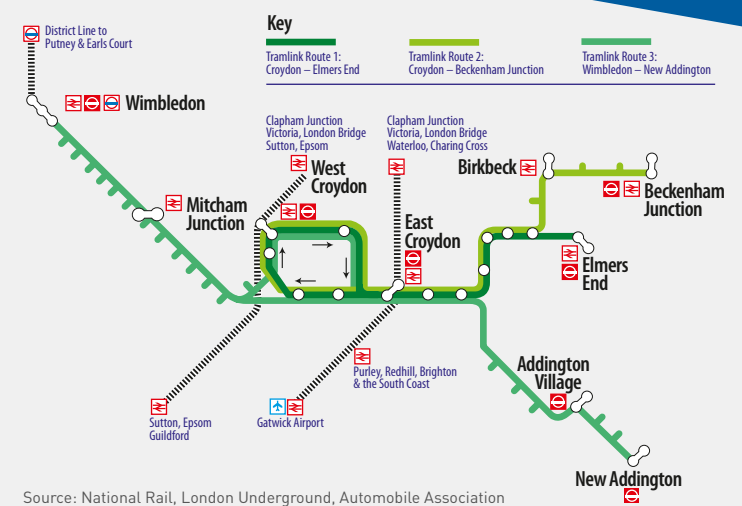 District Line to
Putney & Earls Court
Key
Tramlink Route 1:
Croydon – Elmers End
Tramlink Route 2:
Croydon – Beckenham Junction
Tramlink Route 3:
Wimbledon – New Addington
Wimbledon
Clapham Junction
Victoria, London Bridge
Sutton, Epsom
Clapham Junction
Victoria, London Bridge
Waterloo, Charing Cross
West
Croydon
Birkbeck
Beckenham
Junction
Mitcham
Junction
East
Croydon
Elmers
End
Purley, Redhill, Brighton
& the South Coast
Addington
Village
Sutton, Epsom
Guildford
Gatwick Airport
New Addington
Source: National Rail, London Underground, Automobile Association